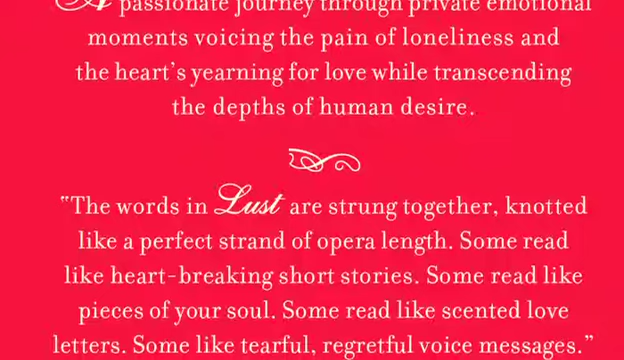 A passionate journey through private emotional
moments voicing the pain of loneliness and
the heart's yearning for love while transcending
the depths of human desire.
"The words in Lust are strung together, knotted
like a perfect strand of opera length. Some read
like heart-breaking short stories. Some read like
pieces of your soul. Some read like scented love
letters. Some like tearful, regretful voice messages."